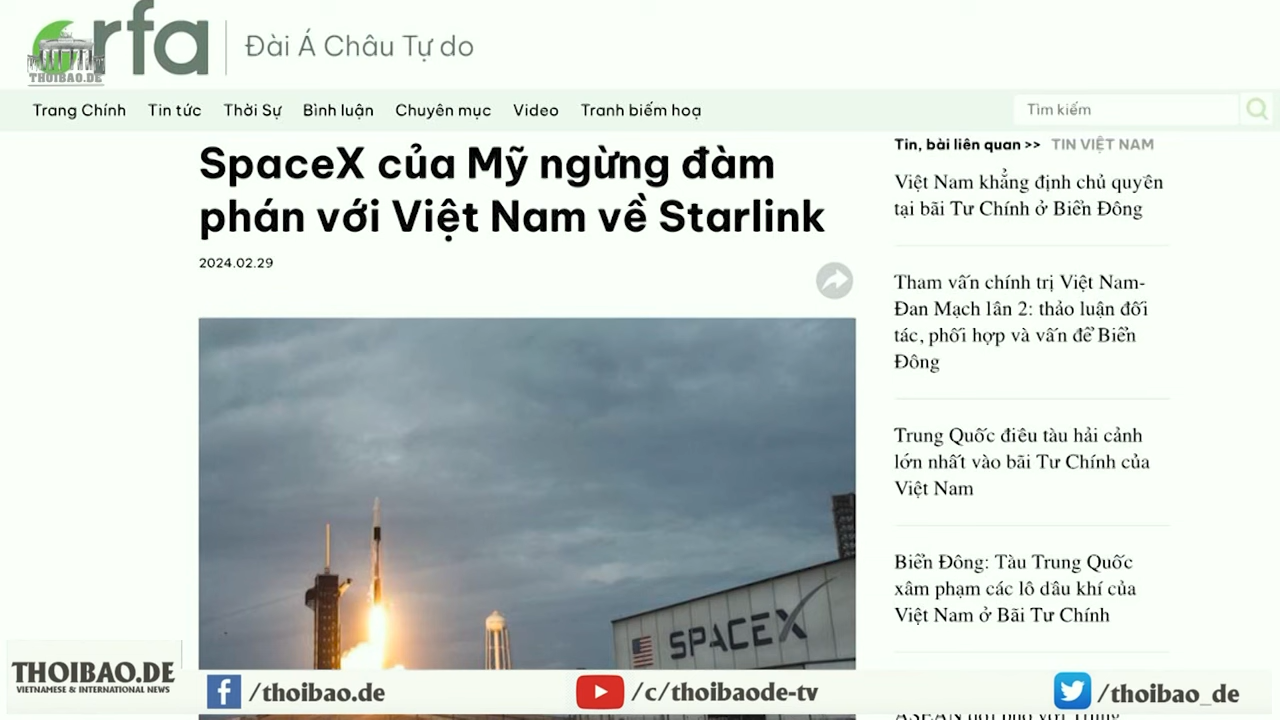 rfa
Đài Á Châu Tự do
THOIBAO.DE
Trang Chính Tin tức Thời Sự Bình luận Chuyên mục Video Tranh biếm hoạ
Tìm kiếm
SpaceX của Mỹ ngừng đàm
phán với Việt Nam về Starlink
2024.02.29
SPACEX
Tin, bài liên quan >> TIN VIỆT NAM
Việt Nam khẳng định chủ quyền
tại bãi Tư Chính ở Biển Đông
Tham vấn chính trị Việt Nam-
Đan Mạch lần 2: thảo luận đối
tác, phối hợp và vấn để Biển
Đông
Trung Quốc điều tàu hải cảnh
lớn nhất vào bãi Tư Chính của
Việt Nam
Biển Đông: Tàu Trung Quốc
xâm phạm các lô dầu khí của
Việt Nam ở Bãi Tư Chính
THOIBAO.DE
VIETNAMESE & INTERNATIONAL NEWS
/thoibao.de
/c/thoibaode-tv
/thoibao_de